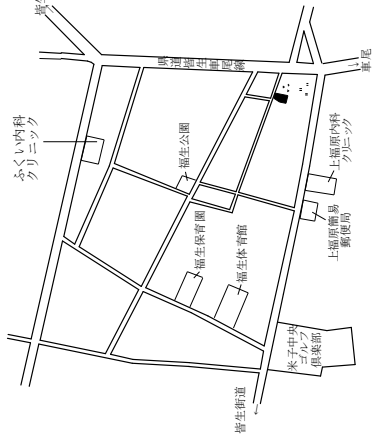 皆生
県道皆生車尾線
ふくい内科
クリニック
福生公園
福生保育園
福生体育館
上福原内科
クリニック
上福原簡易
郵便局
米子中央
ゴルフ
倶楽部
皆生街道
車尾